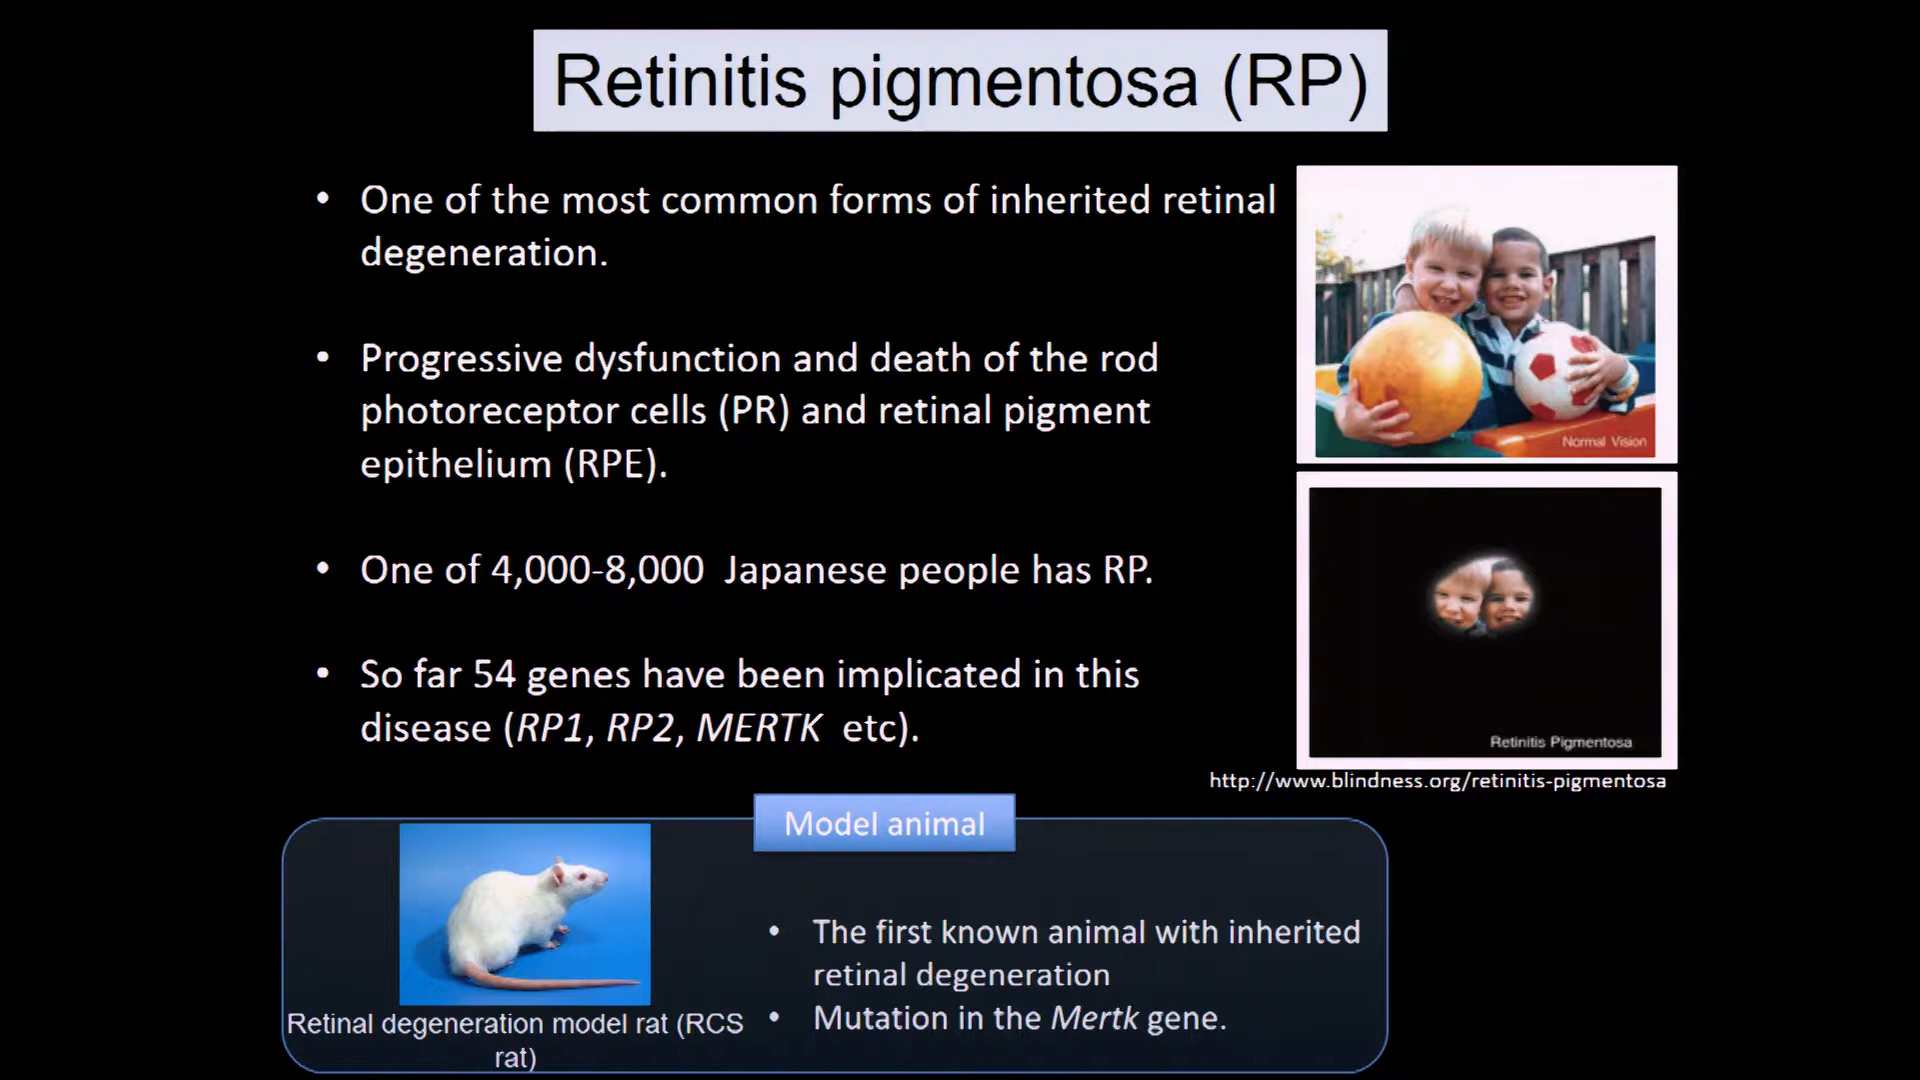 Retinitis pigmentosa (RP)
• One of the most common forms of inherited retinal
degeneration.
• Progressive dysfunction and death of the rod
photoreceptor cells (PR) and retinal pigment
epithelium (RPE).
• One of 4,000-8,000 Japanese people has RP.
• So far 54 genes have been implicated in this
disease (RP1, RP2, MERTK etc).
Normal Vision
Retinitis Pigmentosa
http://www.blindness.org/retinitis-pigmentosa
Model animal
Retinal degeneration model rat (RCS
rat)
• The first known animal with inherited
retinal degeneration
• Mutation in the Mertk gene.